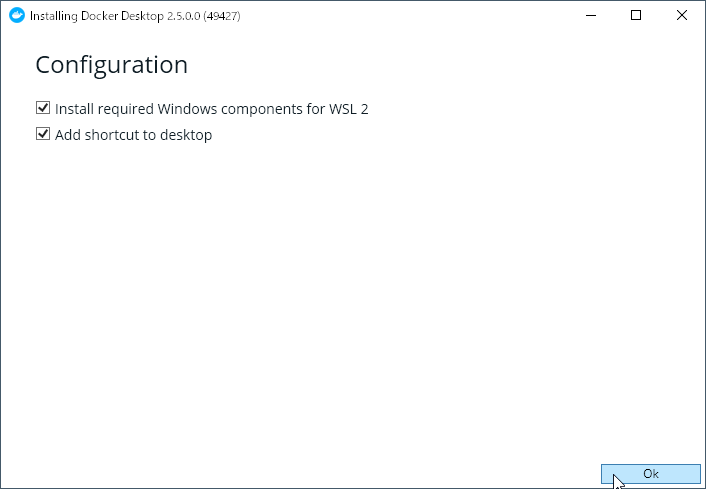 Installing Docker Desktop 2.5.0.0 (49427)
Configuration
Install required Windows components for WSL 2
Add shortcut to desktop
Ok